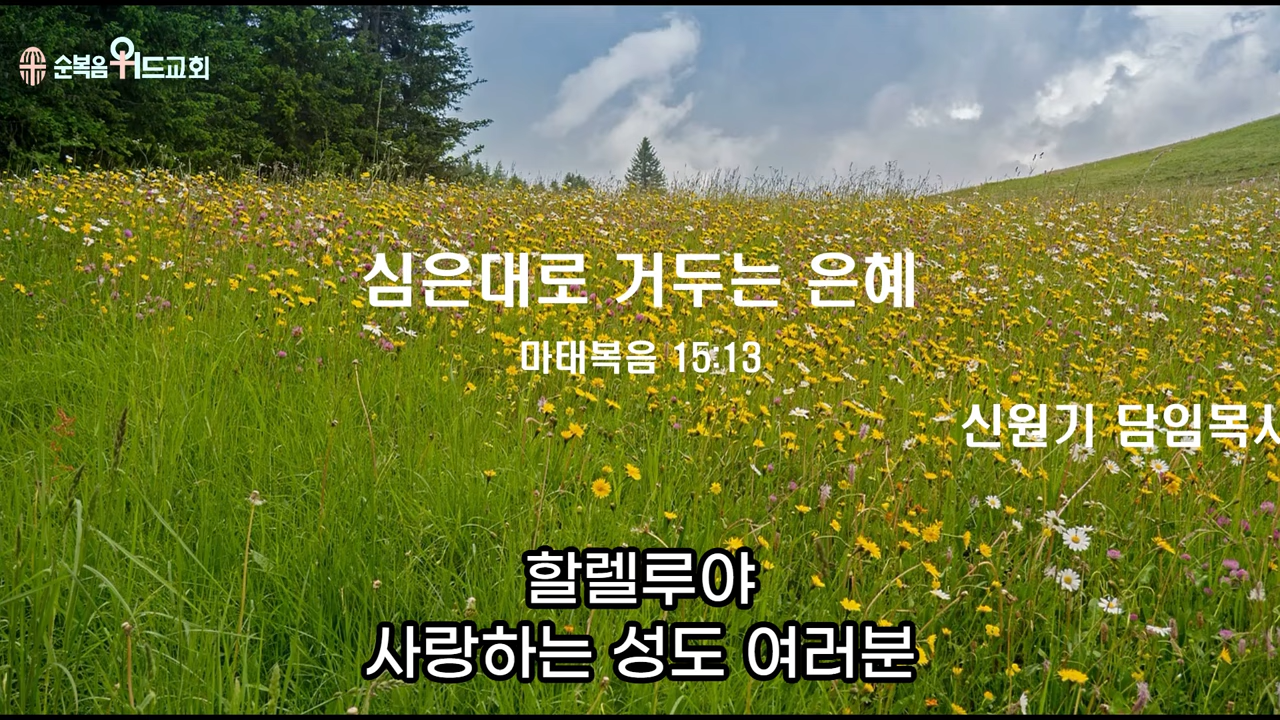 순복음워드교회
심은대로 거두는 은혜
마태복음 15:13
신원기 담임목사
할렐루야
사랑하는 성도 여러분